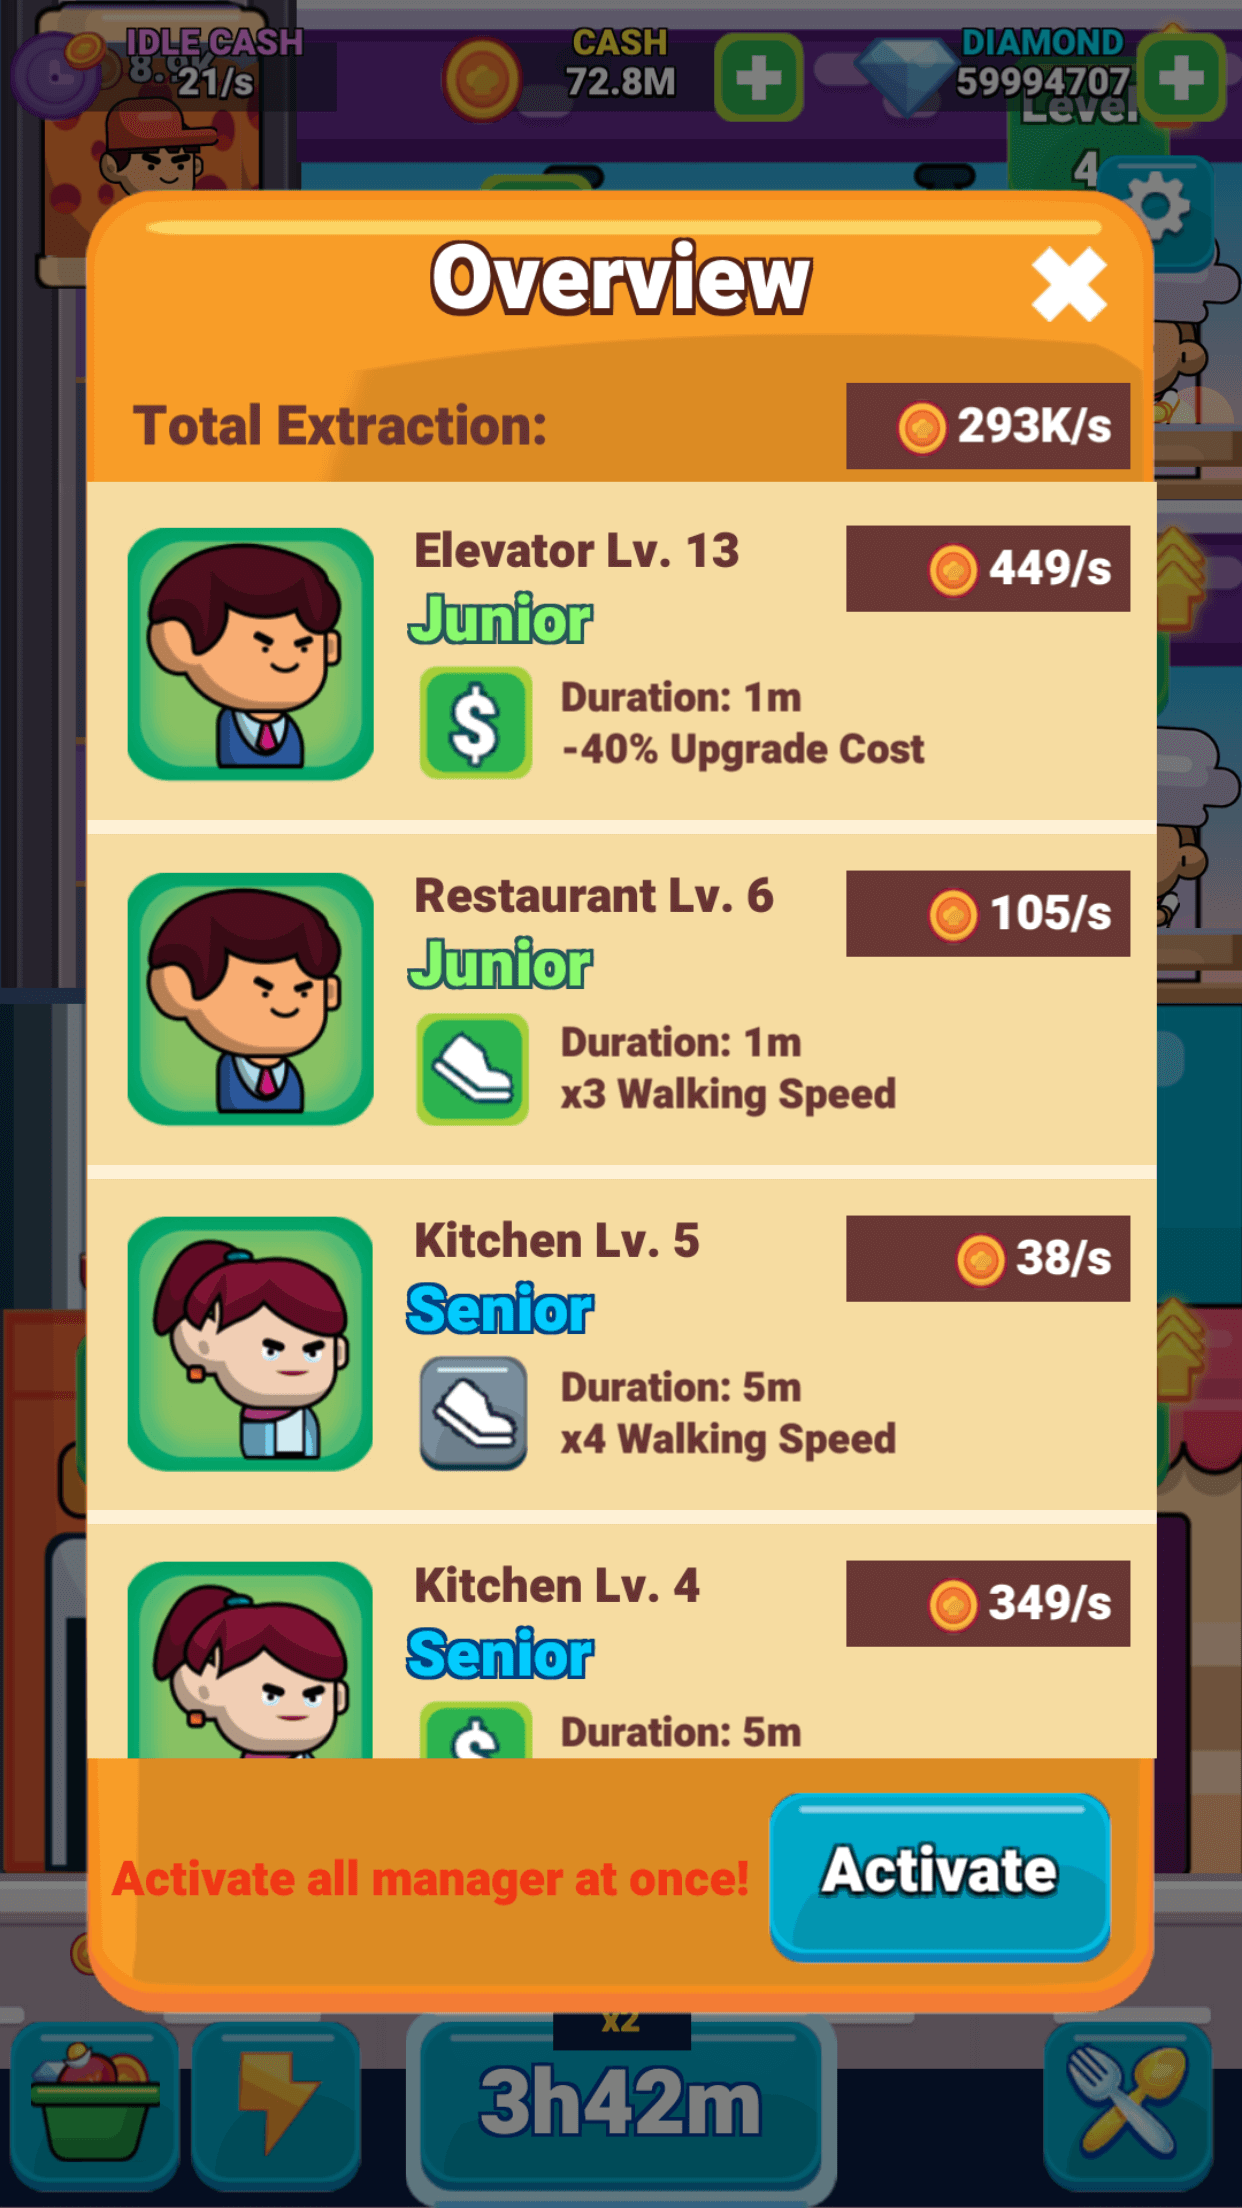 IDLE CASH
21/s
CASH
72.8M
DIAMOND
59994707
Level
4
Overview
Total Extraction:
293K/s
Elevator Lv. 13
449/s
Junior
$
Duration: 1m
-40% Upgrade Cost
Restaurant Lv. 6
105/s
Junior
Duration: 1m
x3 Walking Speed
Kitchen Lv. 5
38/s
Senior
Duration: 5m
x4 Walking Speed
Kitchen Lv. 4
349/s
Senior
$
Duration: 5m
Activate all manager at once!
Activate
x2
3h42m